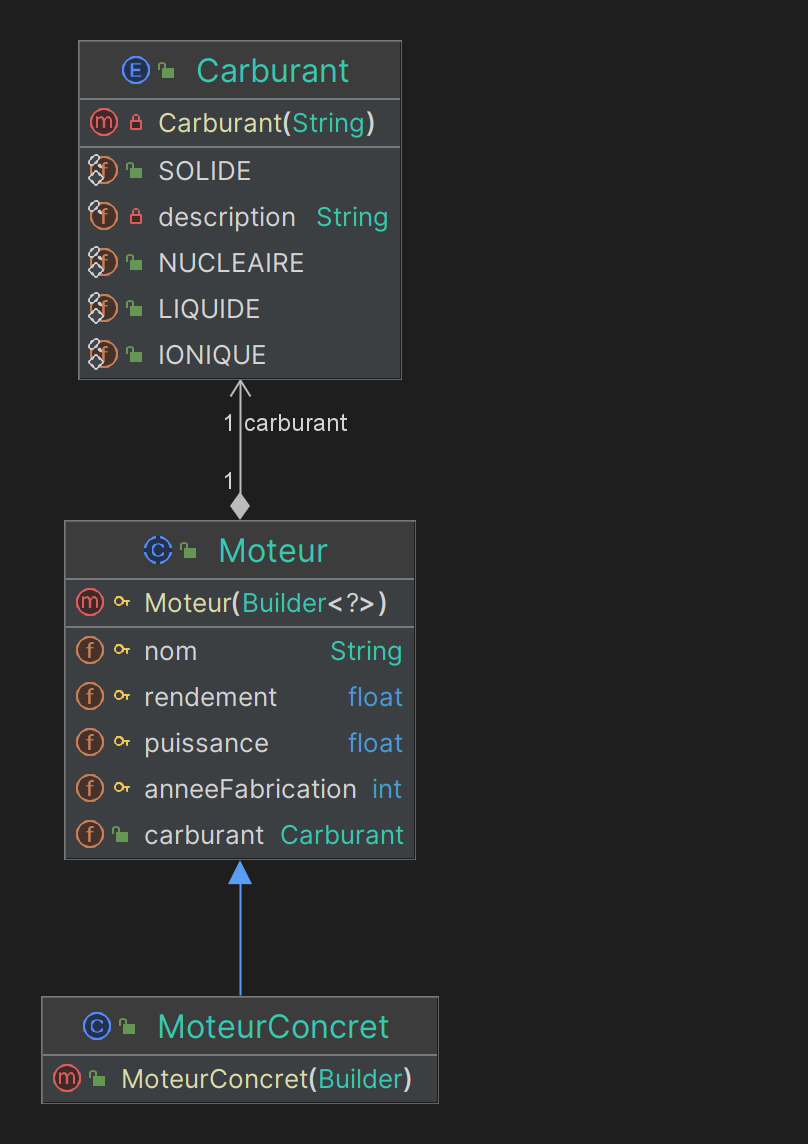 Carburant
Carburant(String)
SOLIDE
description String
NUCLEAIRE
LIQUIDE
IONIQUE
1 carburant
1
Moteur
Moteur(Builder<?>)
nom String
rendement float
puissance float
anneeFabrication int
carburant Carburant
MoteurConcret
MoteurConcret(Builder)